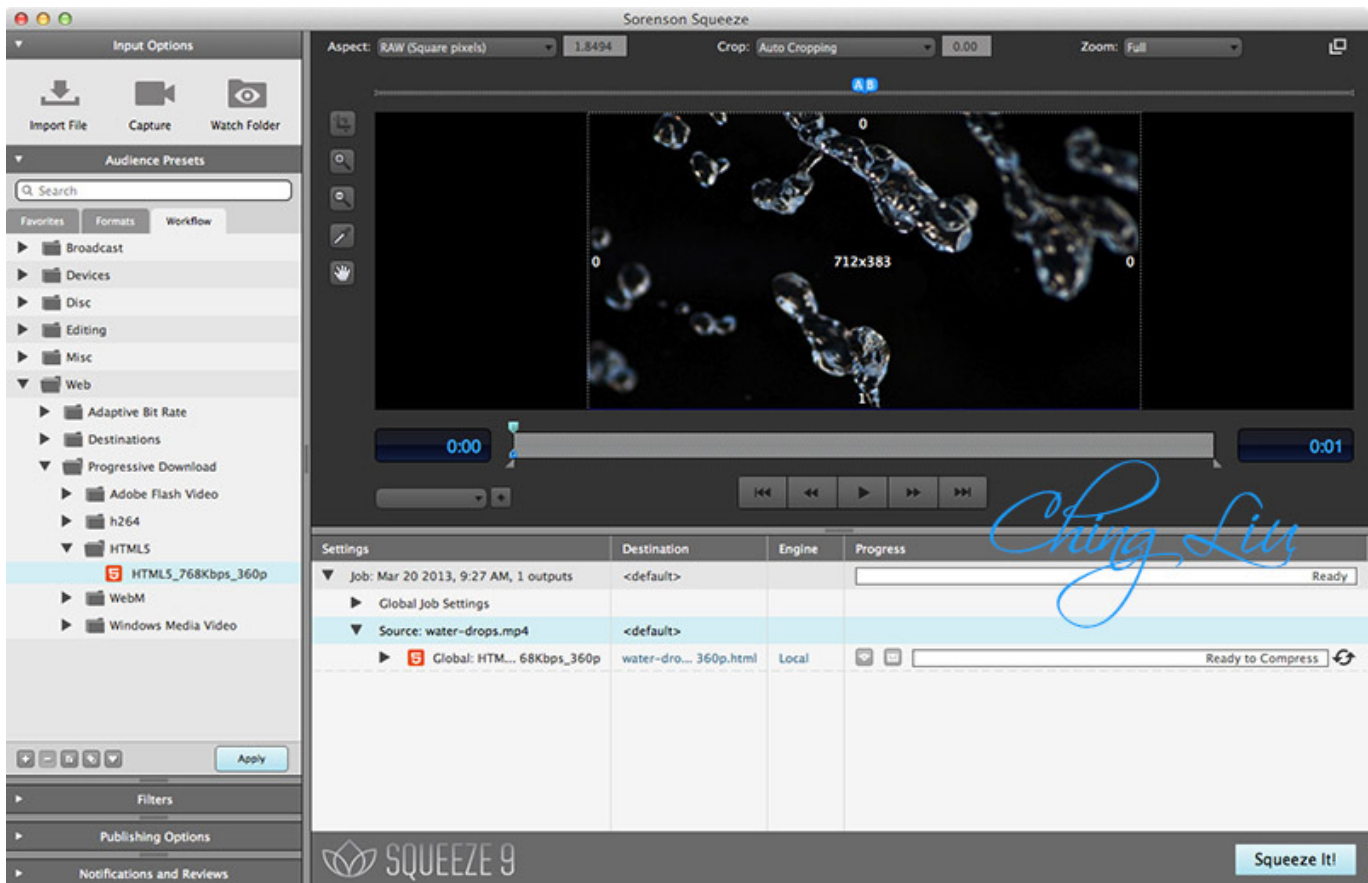 Sorenson Squeeze
Input Options
Import File Capture Watch Folder
Audience Presets
Search
Favorites Formats Workflow
Broadcast
Devices
Disc
Editing
Misc
Web
Adaptive Bit Rate
Destinations
Progressive Download
Adobe Flash Video
h264
HTML5
HTML5_768Kbps_360p
WebM
Windows Media Video
Apply
Filters
Publishing Options
Notifications and Reviews
Aspect: RAW (Square pixels) 1.8494 Crop: Auto Cropping 0.00 Zoom: Full
A B
0
0 712x383 0
1
0:00 0:01
Ching Liu
Settings Destination Engine Progress
Job: Mar 20 2013, 9:27 AM, 1 outputs <default> Ready
Global Job Settings
Source: water-drops.mp4 <default>
Global: HTM... 68Kbps_360p water-dro... 360p.html Local Ready to Compress
SQUEEZE 9
Squeeze It!